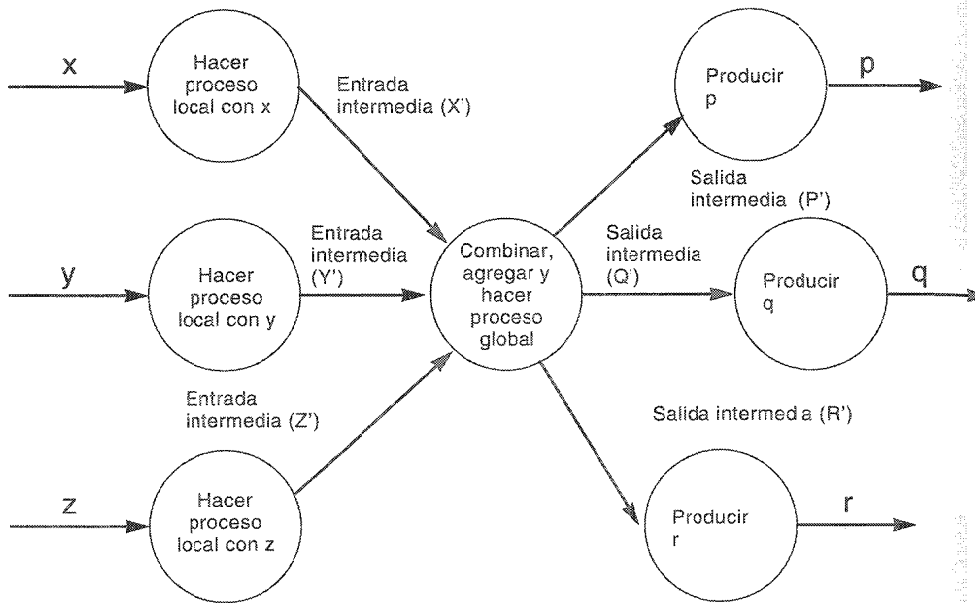 x
Hacer
proceso
local con x
Entrada
intermedia (X')
Producir
p
p
Salida
intermedia (P')
y
Hacer
proceso
local con y
Entrada
intermedia
(Y')
Combinar,
agregar y
hacer
proceso
global
Salida
intermedia
(Q')
Producir
q
q
Entrada
intermedia (Z')
Salida intermedia (R')
z
Hacer
proceso
local con z
Producir
r
r